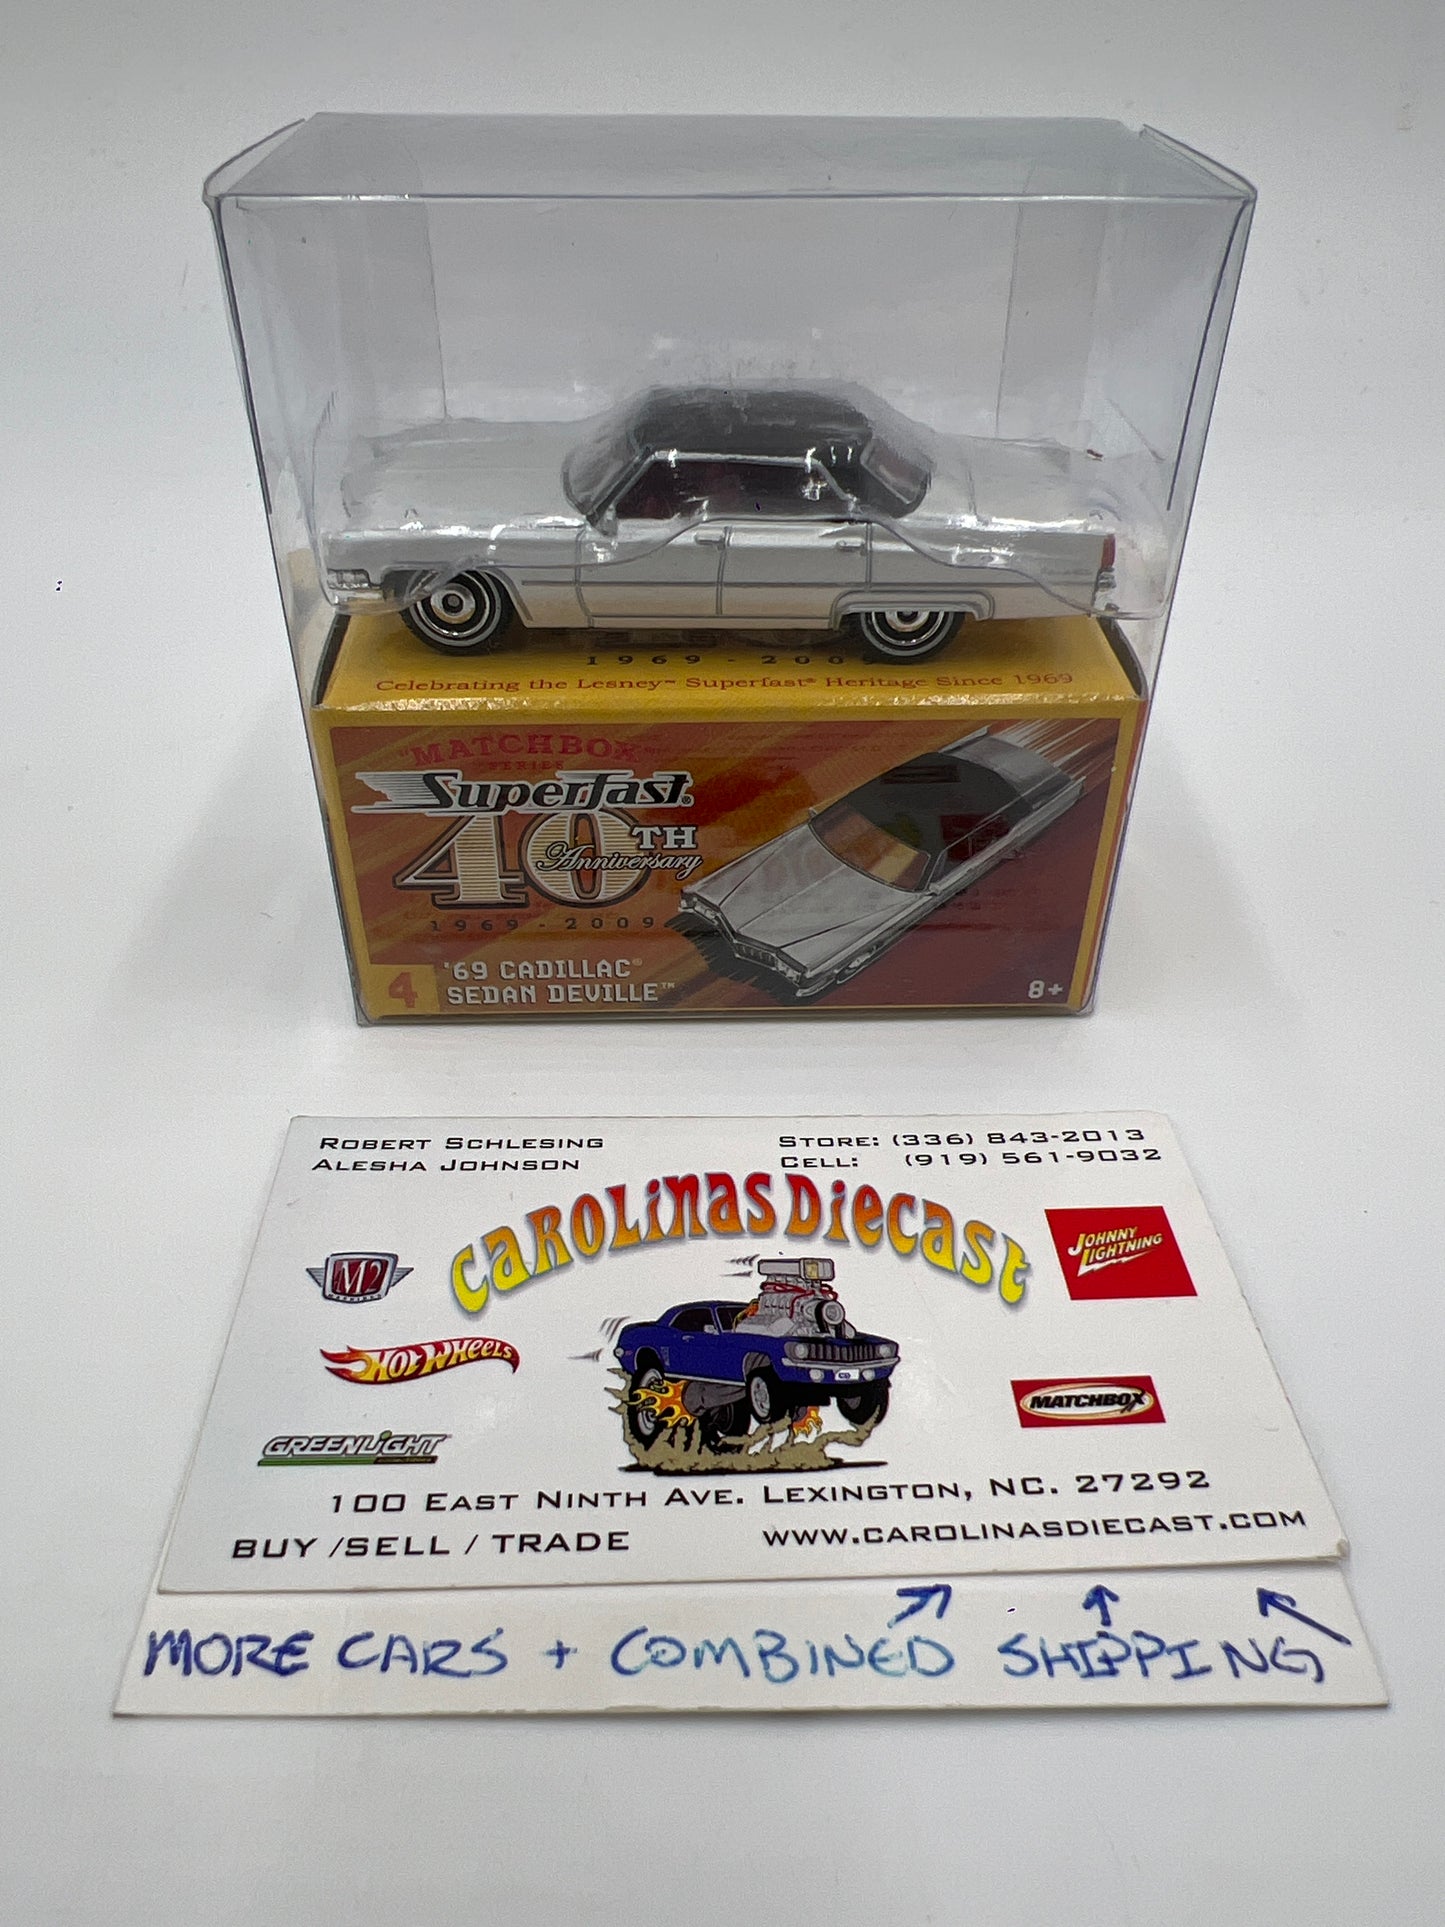 1969 - 2009
Celebrating the Lesney™ Superfast® Heritage Since 1969
"MATCHBOX"
SERIES
Superfast®
40TH
Anniversary
1969 - 2009
4
'69 CADILLAC®
SEDAN DEVILLE™
8+
ROBERT SCHLESING
ALESHA JOHNSON
STORE: (336) 843-2013
CELL: (919) 561-9032
CAROLINAS DIECAST
M2
MACHINES
JOHNNY
LIGHTNING
HOT WHEELS
MATCHBOX
GREENLIGHT
100 EAST NINTH AVE. LEXINGTON, NC. 27292
BUY /SELL / TRADE
WWW.CAROLINASDIECAST.COM
MORE CARS + COMBINED SHIPPING